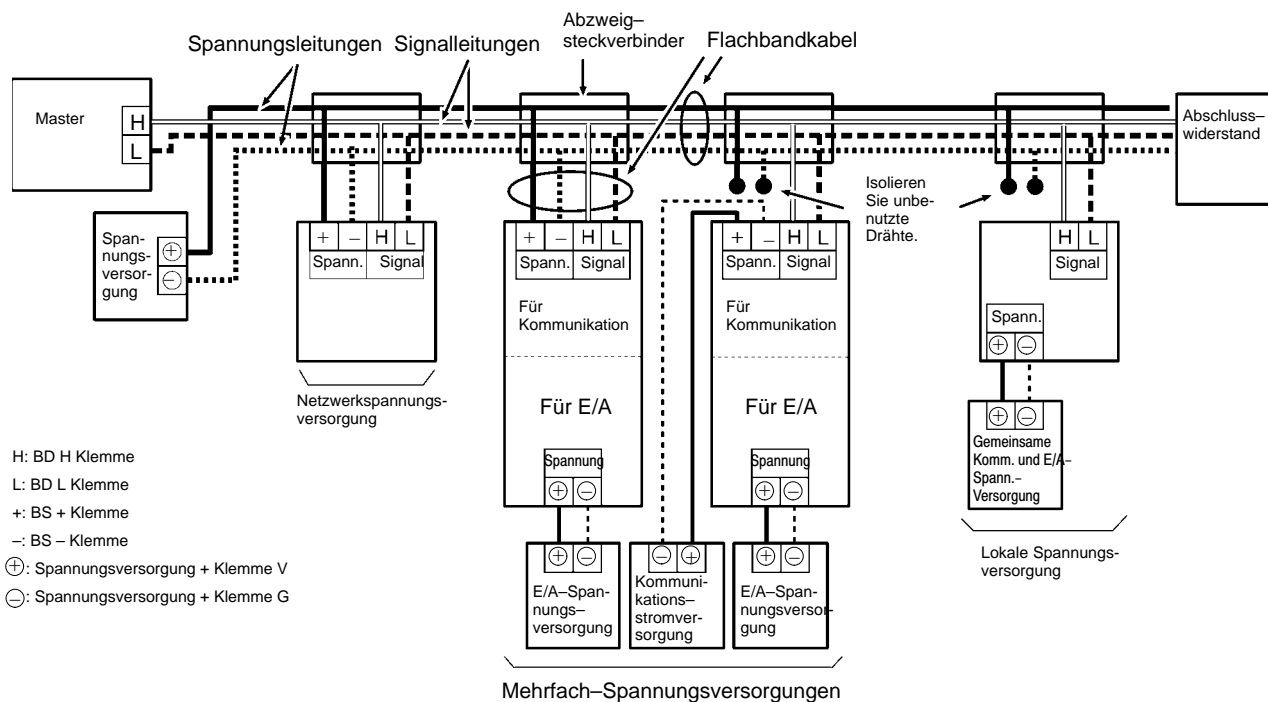 Abzweig–
steckverbinder
Spannungsleitungen
Signalleitungen
Flachbandkabel
Master
H
L
Abschluss–
widerstand
Isolieren
Sie unbe-
nutzte
Drähte.
Span-
nungs-
versor-
gung
+
–
+ – H L
Spann. Signal
+ – H L
Spann. Signal
+ – H L
Spann. Signal
H L
Signal
Für
Kommunikation
Für
Kommunikation
Spann.
+ –
Netzwerkspannungs-
versorgung
Für E/A
Für E/A
+ –
Gemeinsame
Komm. und E/A–
Spann.–
Versorgung
Spannung
+ –
Spannung
+ –
H: BD H Klemme
L: BD L Klemme
+: BS + Klemme
–: BS – Klemme
⊕: Spannungsversorgung + Klemme V
⊖: Spannungsversorgung + Klemme G
Lokale Spannungs-
versorgung
+ –
E/A–Span-
nungs–
versorgung
– +
Kommuni-
kations–
stromver-
sorgung
+ –
E/A–Span-
nungsversor-
gung
Mehrfach–Spannungsversorgungen